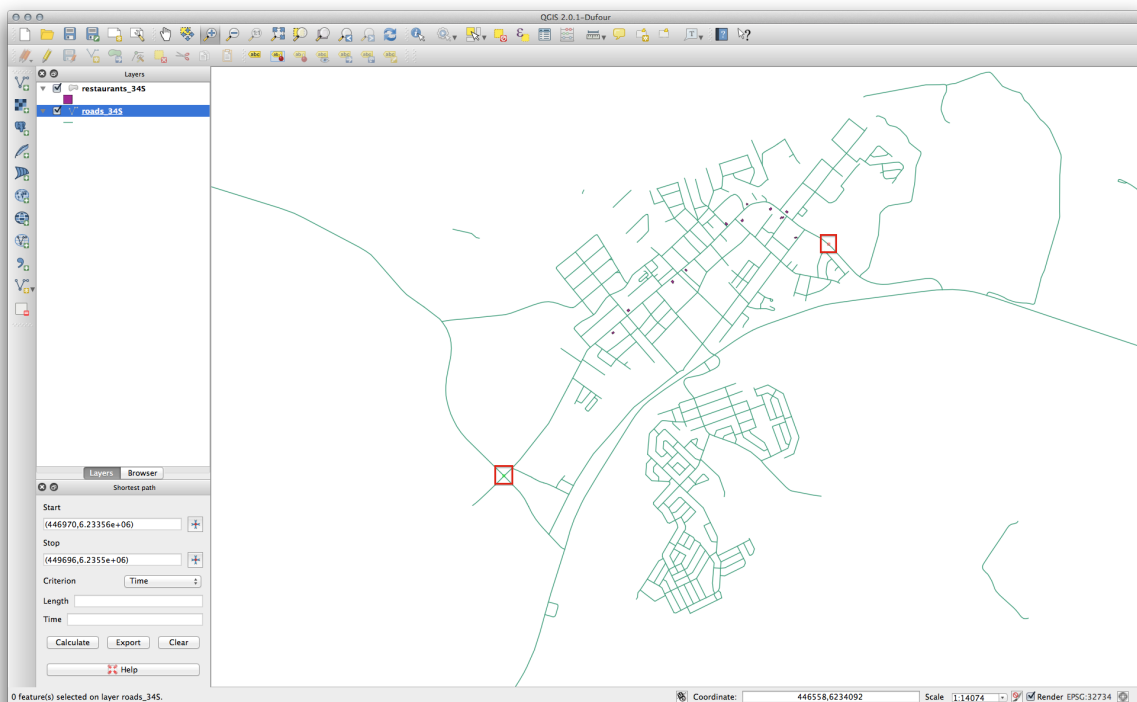 QGIS 2.0.1-Dufour
Layers
restaurants_34S
roads_34S
Layers Browser
Shortest path
Start
(446970,6.23356e+06)
Stop
(449696,6.2355e+06)
Criterion Time
Length
Time
Calculate Export Clear
Help
0 feature(s) selected on layer roads_34S.
Coordinate: 446558,6234092 Scale 1:14074 Render EPSG:32734